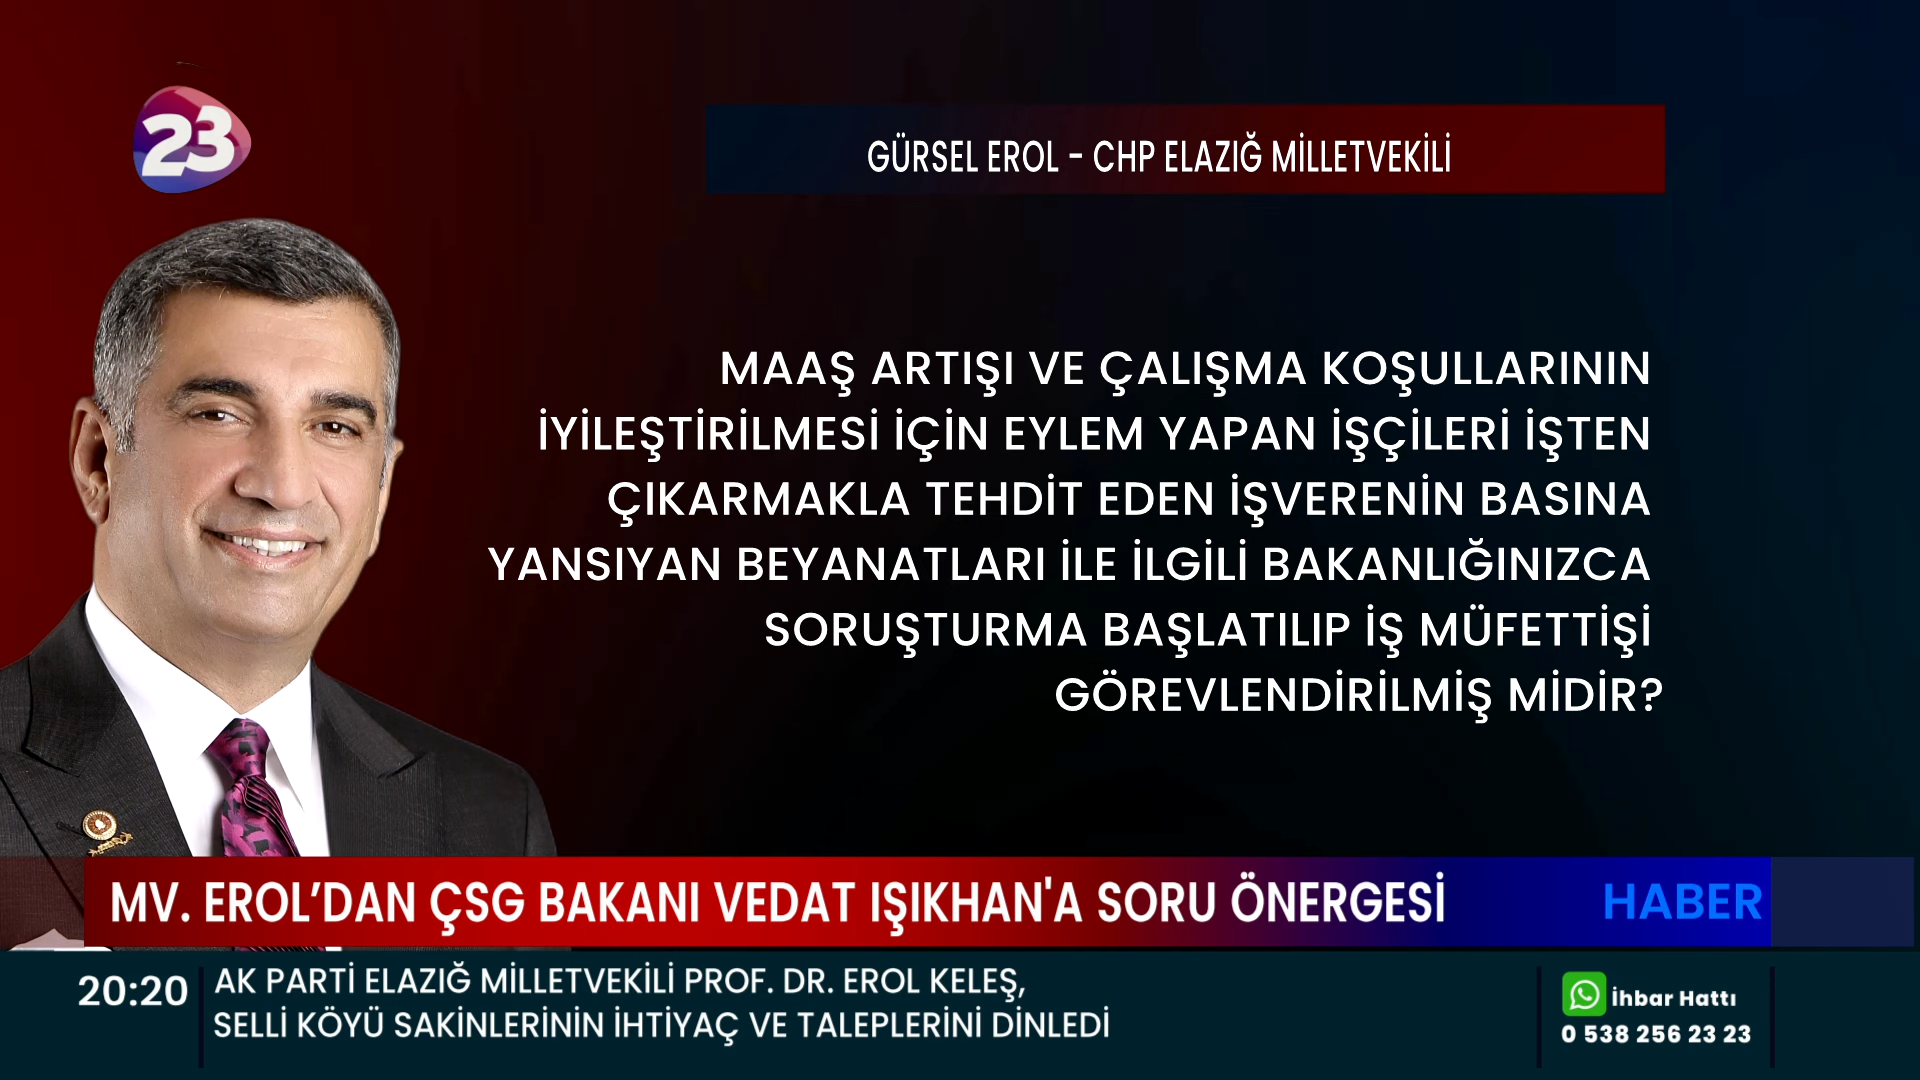 23
GÜRSEL EROL - CHP ELAZIĞ MİLLETVEKİLİ
MAAŞ ARTIŞI VE ÇALIŞMA KOŞULLARININ
İYİLEŞTİRİLMESİ İÇİN EYLEM YAPAN İŞÇİLERİ İŞTEN
ÇIKARMAKLA TEHDİT EDEN İŞVERENİN BASINA
YANSIYAN BEYANATLARI İLE İLGİLİ BAKANLIĞINIZCA
SORUŞTURMA BAŞLATILIP İŞ MÜFETTİŞİ
GÖREVLENDİRİLMİŞ MİDİR?
MV. EROL’DAN ÇSG BAKANI VEDAT IŞIKHAN'A SORU ÖNERGESİ
HABER
20:20
AK PARTİ ELAZIĞ MİLLETVEKİLİ PROF. DR. EROL KELEŞ,
SELLİ KÖYÜ SAKİNLERİNİN İHTİYAÇ VE TALEPLERİNİ DİNLEDİ
İhbar Hattı
0 538 256 23 23